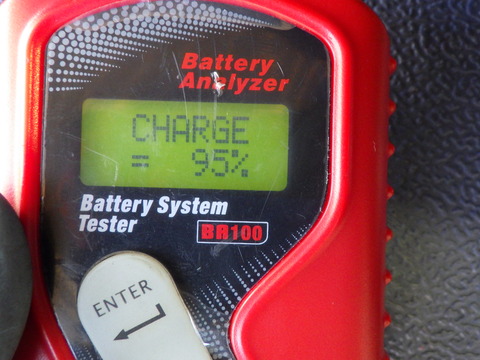 Battery
Analyzer
CHARGE
= 95%
Battery System
Tester
BR100
ENTER